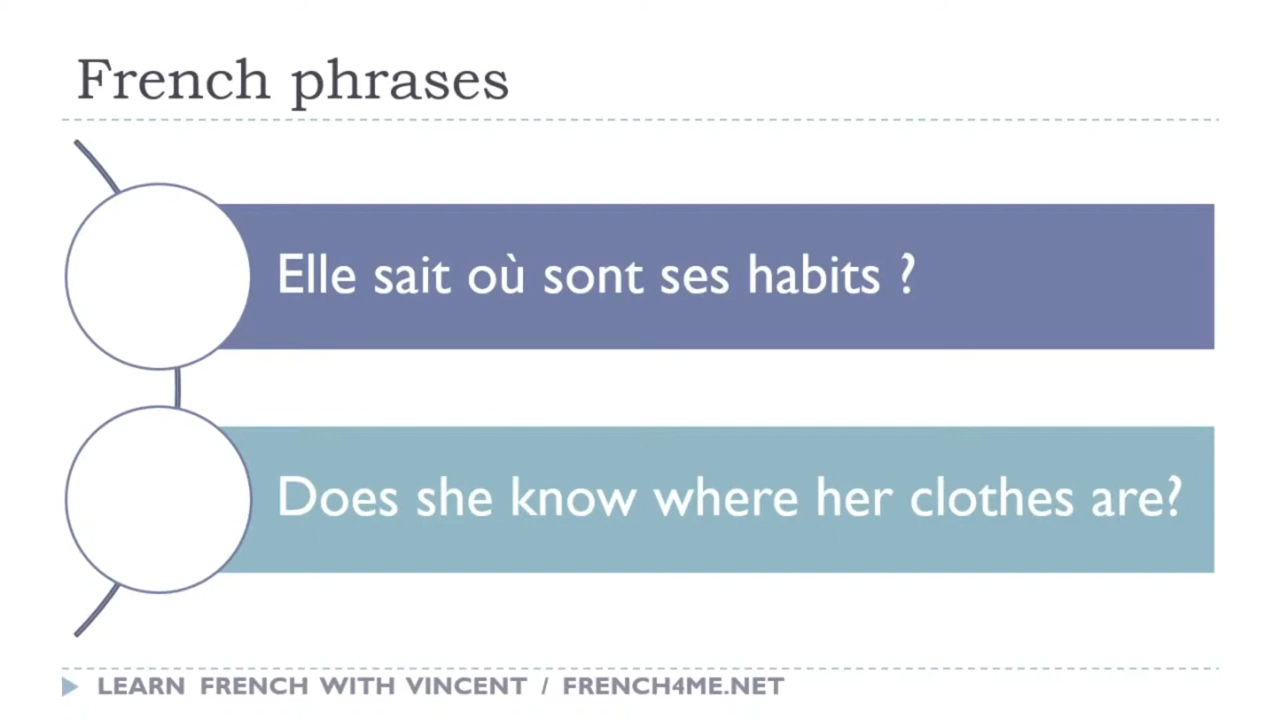 French phrases
Elle sait où sont ses habits ?
Does she know where her clothes are?
LEARN FRENCH WITH VINCENT / FRENCH4ME.NET